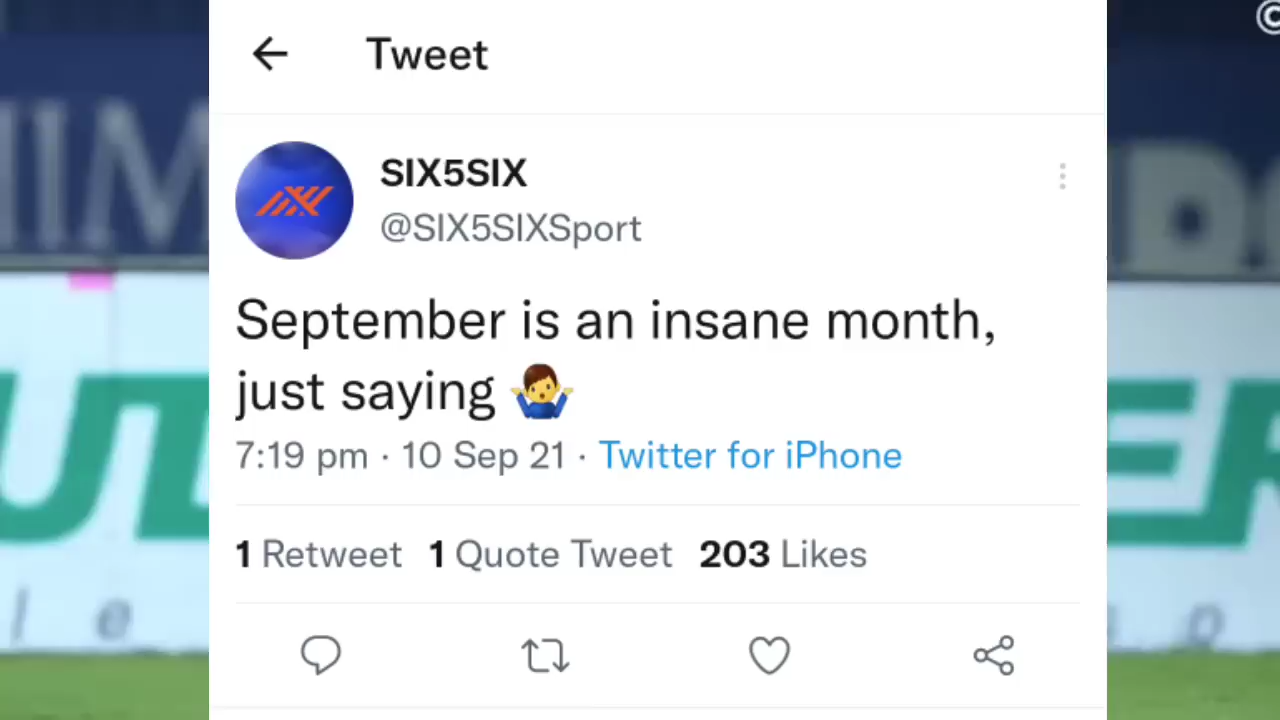 ©
← Tweet
SIX5SIX
@SIX5SIXSport
September is an insane month,
just saying 🤷‍♂️
7:19 pm · 10 Sep 21 · Twitter for iPhone
1 Retweet 1 Quote Tweet 203 Likes